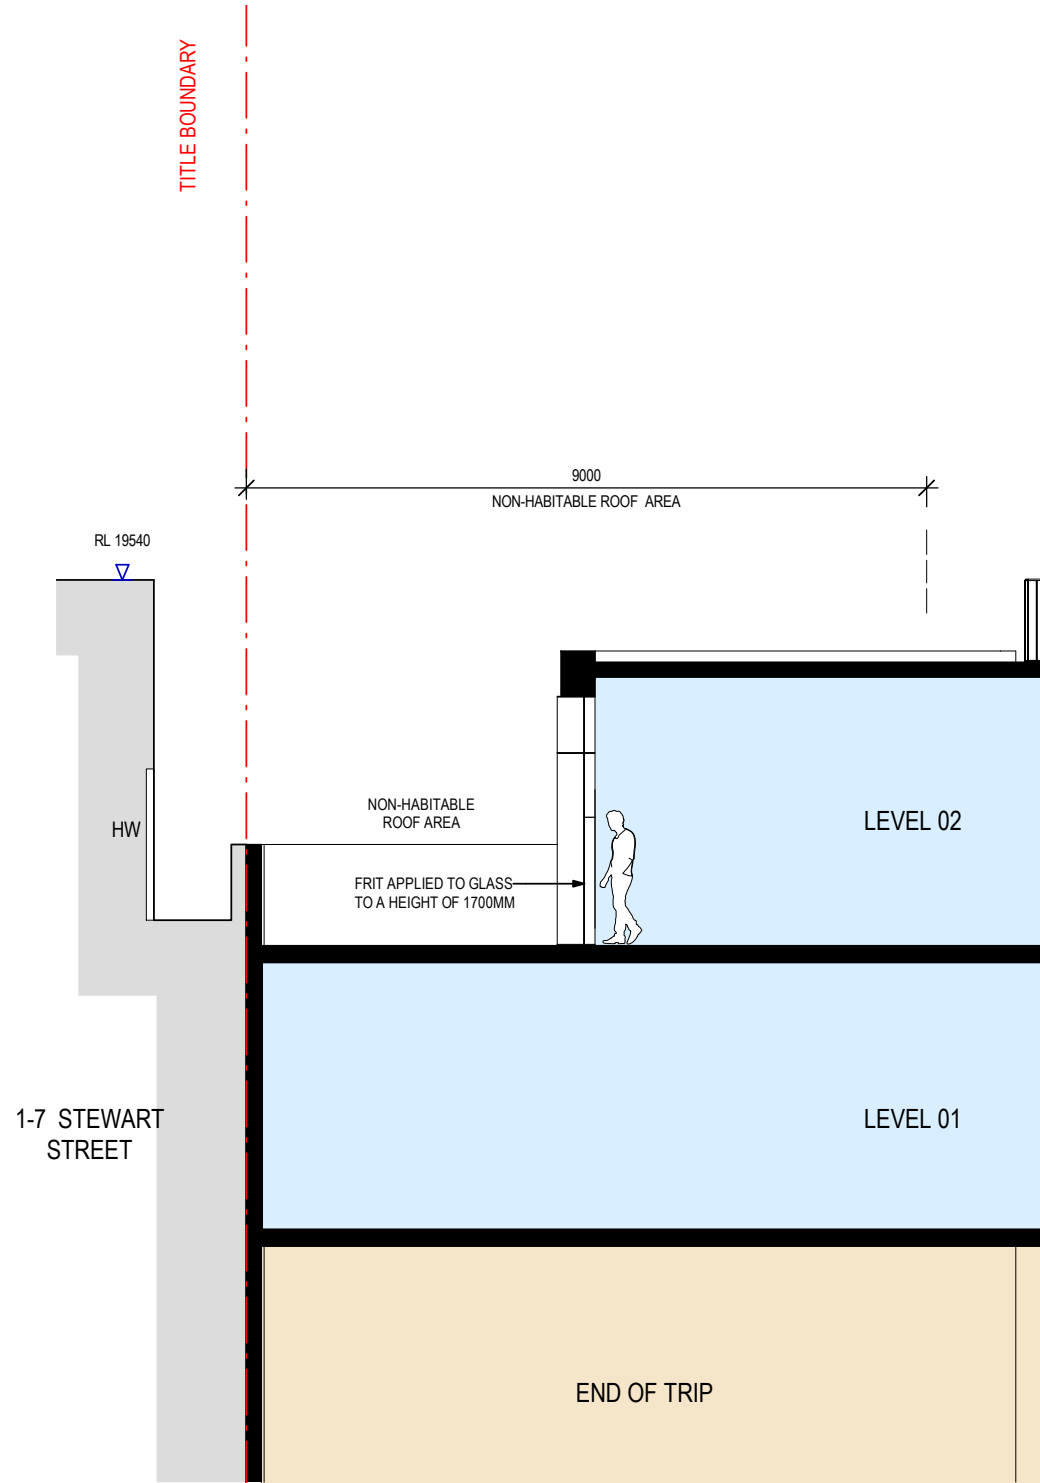 TITLE BOUNDARY
9000
NON-HABITABLE ROOF AREA
RL 19540
NON-HABITABLE
ROOF AREA
HW
LEVEL 02
FRIT APPLIED TO GLASS
TO A HEIGHT OF 1700MM
1-7 STEWART
STREET
LEVEL 01
END OF TRIP